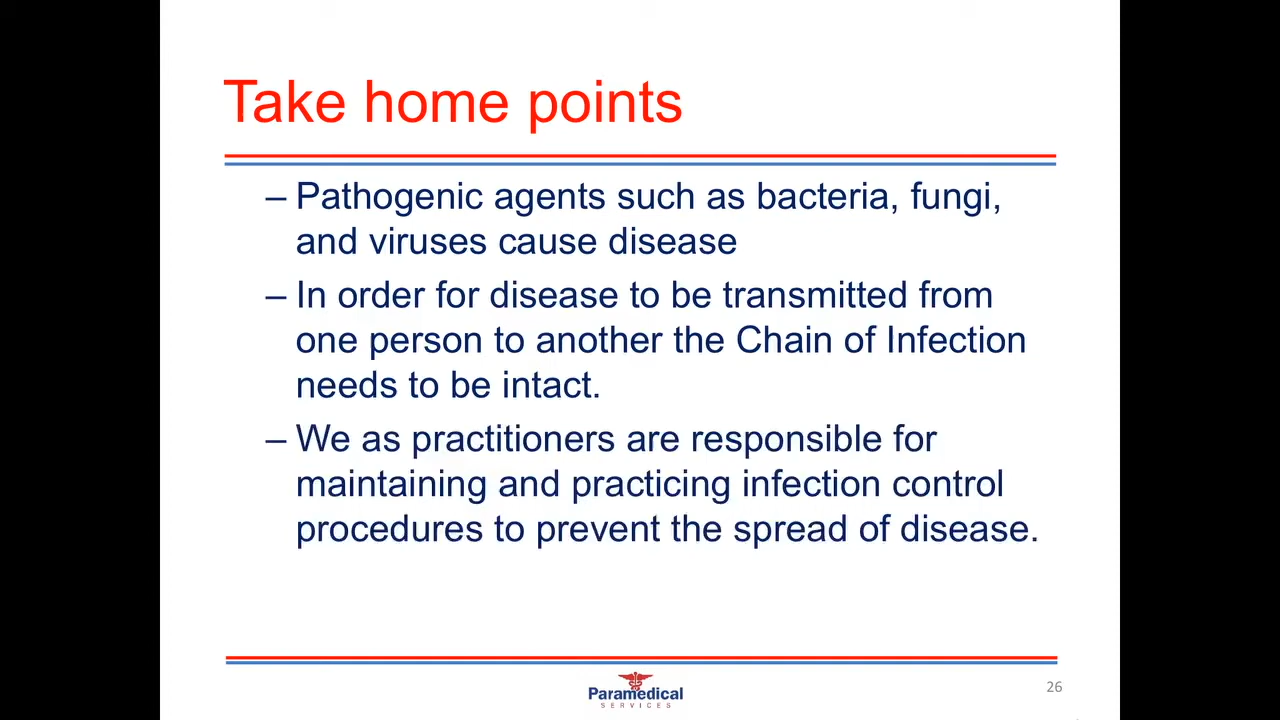 Take home points
– Pathogenic agents such as bacteria, fungi,
and viruses cause disease
– In order for disease to be transmitted from
one person to another the Chain of Infection
needs to be intact.
– We as practitioners are responsible for
maintaining and practicing infection control
procedures to prevent the spread of disease.
Paramedical
SERVICES
26